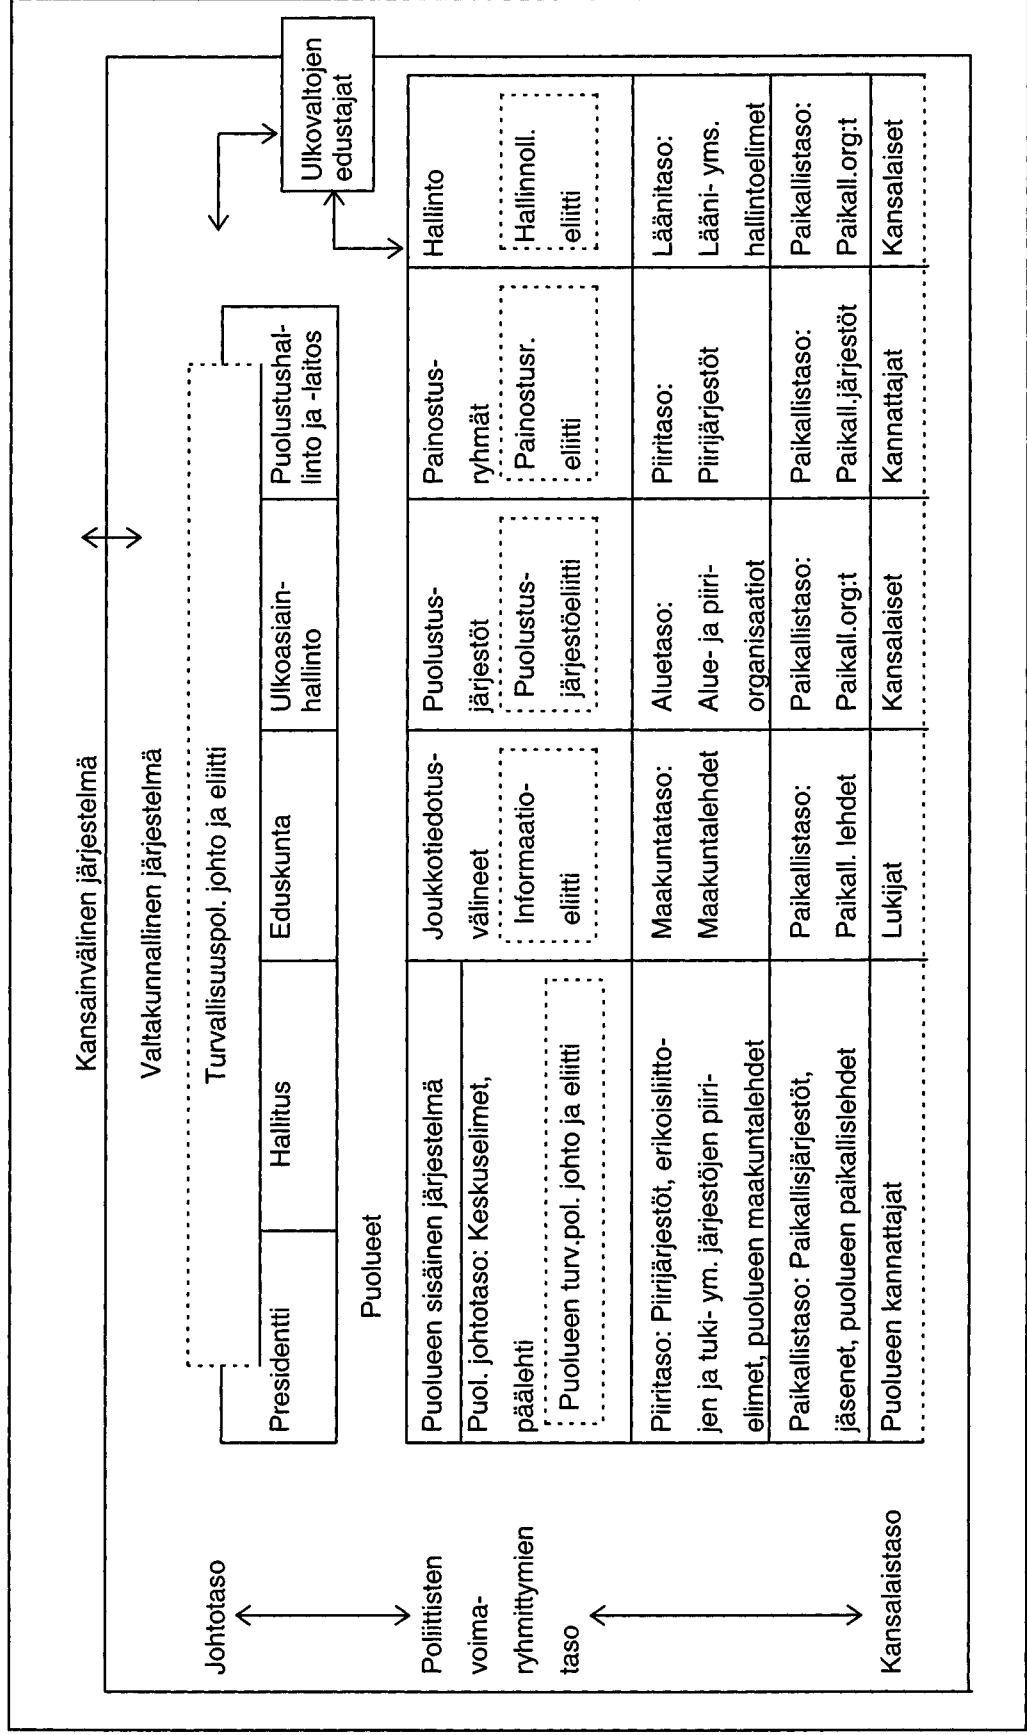 Kansainvälinen järjestelmä
Valtakunnallinen järjestelmä
Johtotaso
Turvallisuuspol. johto ja eliitti
Presidentti
Hallitus
Eduskunta
Ulkoasiain-
hallinto
Puolustushal-
linto ja -laitos
Ulkovaltojen
edustajat
Puolueet
Poliittisten
voima-
ryhmittymien
taso
Puolueen sisäinen järjestelmä
Puol. johtotaso: Keskuselimet,
päälehti
Puolueen turv.pol. johto ja eliitti
Joukkotiedotus-
välineet
Informaatio-
eliitti
Puolustus-
järjestöt
Puolustus-
järjestöeliitti
Painostus-
ryhmät
Painostusr.
eliitti
Hallinto
Hallinnoll.
eliitti
Piiritaso: Piirijärjestöt, erikoisliitto-
jen ja tuki- ym. järjestöjen piiri-
elimet, puolueen maakuntalehdet
Maakuntataso:
Maakuntalehdet
Aluetaso:
Alue- ja piiri-
organisaatiot
Piiritaso:
Piirijärjestöt
Läänitaso:
Lääni- yms.
hallintoelimet
Paikallistaso: Paikallisjärjestöt,
jäsenet, puolueen paikallislehdet
Paikallistaso:
Paikall. lehdet
Paikallistaso:
Paikall.org:t
Paikallistaso:
Paikall.järjestöt
Paikallistaso:
Paikall.org:t
Kansalaistaso
Puolueen kannattajat
Lukijat
Kansalaiset
Kannattajat
Kansalaiset